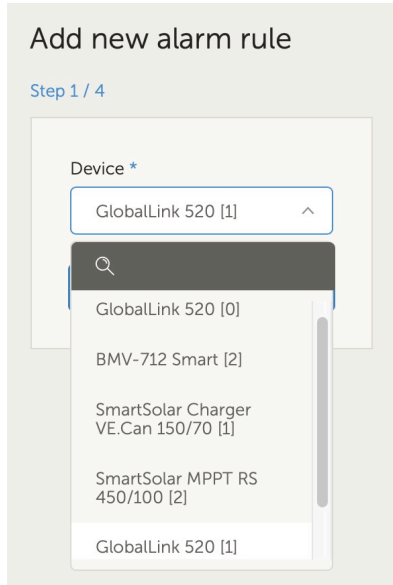 Add new alarm rule
Step 1 / 4
Device *
GlobalLink 520 [1]
GlobalLink 520 [0]
BMV-712 Smart [2]
SmartSolar Charger
VE.Can 150/70 [1]
SmartSolar MPPT RS
450/100 [2]
GlobalLink 520 [1]